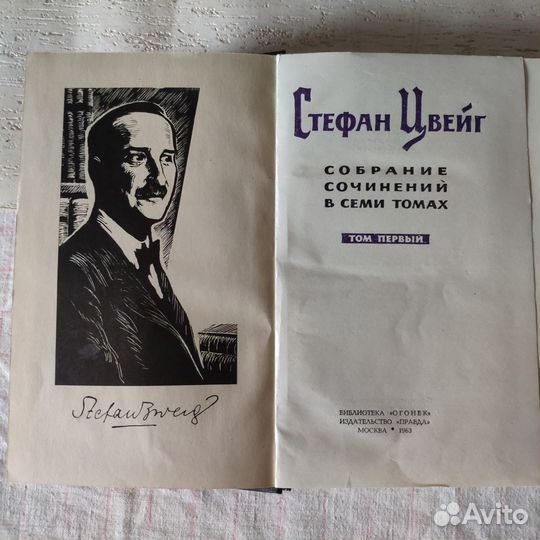 Stefan Zweig
СТЕФАН ЦВЕЙГ
СОБРАНИЕ
СОЧИНЕНИЙ
В СЕМИ ТОМАХ
ТОМ ПЕРВЫЙ
БИБЛИОТЕКА «ОГОНЕК»
ИЗДАТЕЛЬСТВО «ПРАВДА»
МОСКВА • 1963
Avito